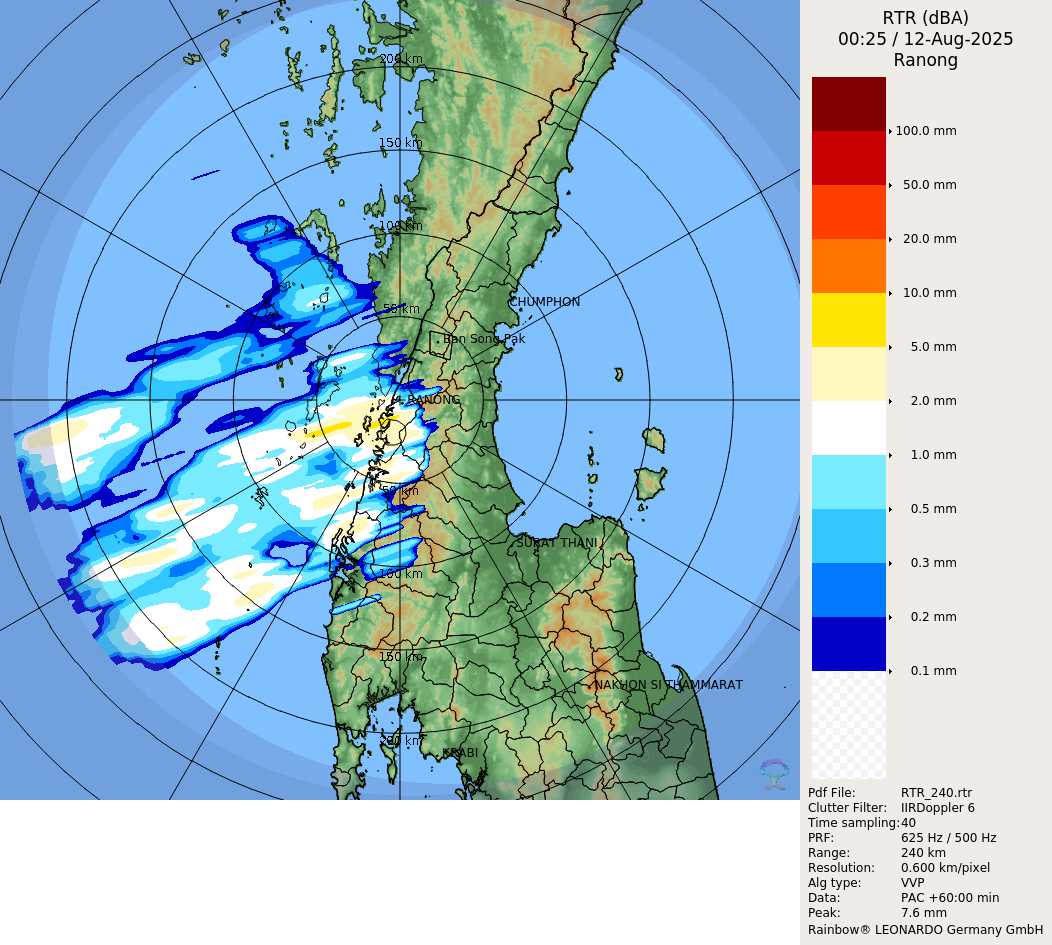 200 km
150 km
100 km
50 km
CHUMPHON
Ban Song Pak
RANONG
50 km
100 km
SURAT THANI
150 km
NAKHON SI THAMMARAT
200 km
KRABI
RTR (dBA)
00:25 / 12-Aug-2025
Ranong
100.0 mm
50.0 mm
20.0 mm
10.0 mm
5.0 mm
2.0 mm
1.0 mm
0.5 mm
0.3 mm
0.2 mm
0.1 mm
Pdf File: RTR_240.rtr
Clutter Filter: IIRDoppler 6
Time sampling:40
PRF: 625 Hz / 500 Hz
Range: 240 km
Resolution: 0.600 km/pixel
Alg type: VVP
Data: PAC +60:00 min
Peak: 7.6 mm
Rainbow® LEONARDO Germany GmbH